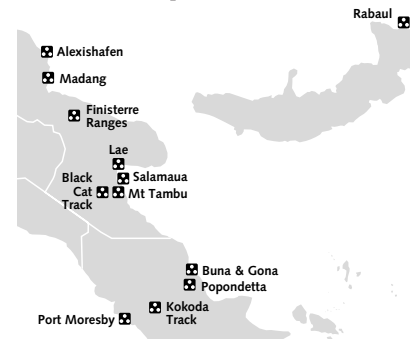 Rabaul
Alexishafen
Madang
Finisterre
Ranges
Lae
Salamaua
Black
Cat
Track
Mt Tambu
Buna & Gona
Popondetta
Kokoda
Track
Port Moresby